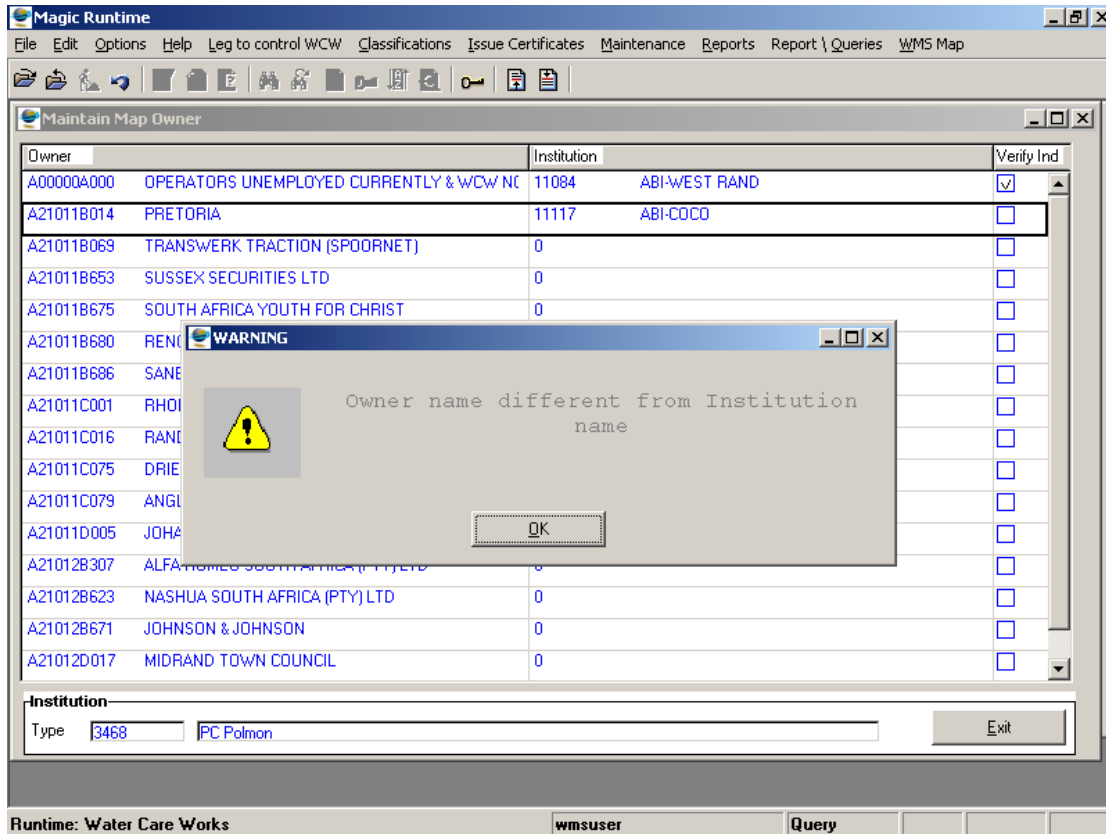 Magic Runtime
File Edit Options Help Leg to control WCW Classifications Issue Certificates Maintenance Reports Report \ Queries WMS Map
Maintain Map Owner
Owner Institution Verify Ind
A00000A000 OPERATORS UNEMPLOYED CURRENTLY & WCW 11084 ABI-WEST RAND
A21011B014 PRETORIA 11117 ABI-COCO
A21011B069 TRANSWERK TRACTION (SPOORNET) 0
A21011B653 SUSSEX SECURITIES LTD 0
A21011B675 SOUTH AFRICA YOUTH FOR CHRIST 0
A21011B680
WARNING
A21011B686
A21011C001
Owner name different from Institution
name
A21011C016
A21011C075
A21011C079
A21011D005
OK
A21012B307
A21012B623 NASHUA SOUTH AFRICA (PTY) LTD 0
A21012B671 JOHNSON & JOHNSON 0
A21012D017 MIDRAND TOWN COUNCIL 0
Institution
Type 3468 PC Polmon Exit
Runtime: Water Care Works wmsuser Query